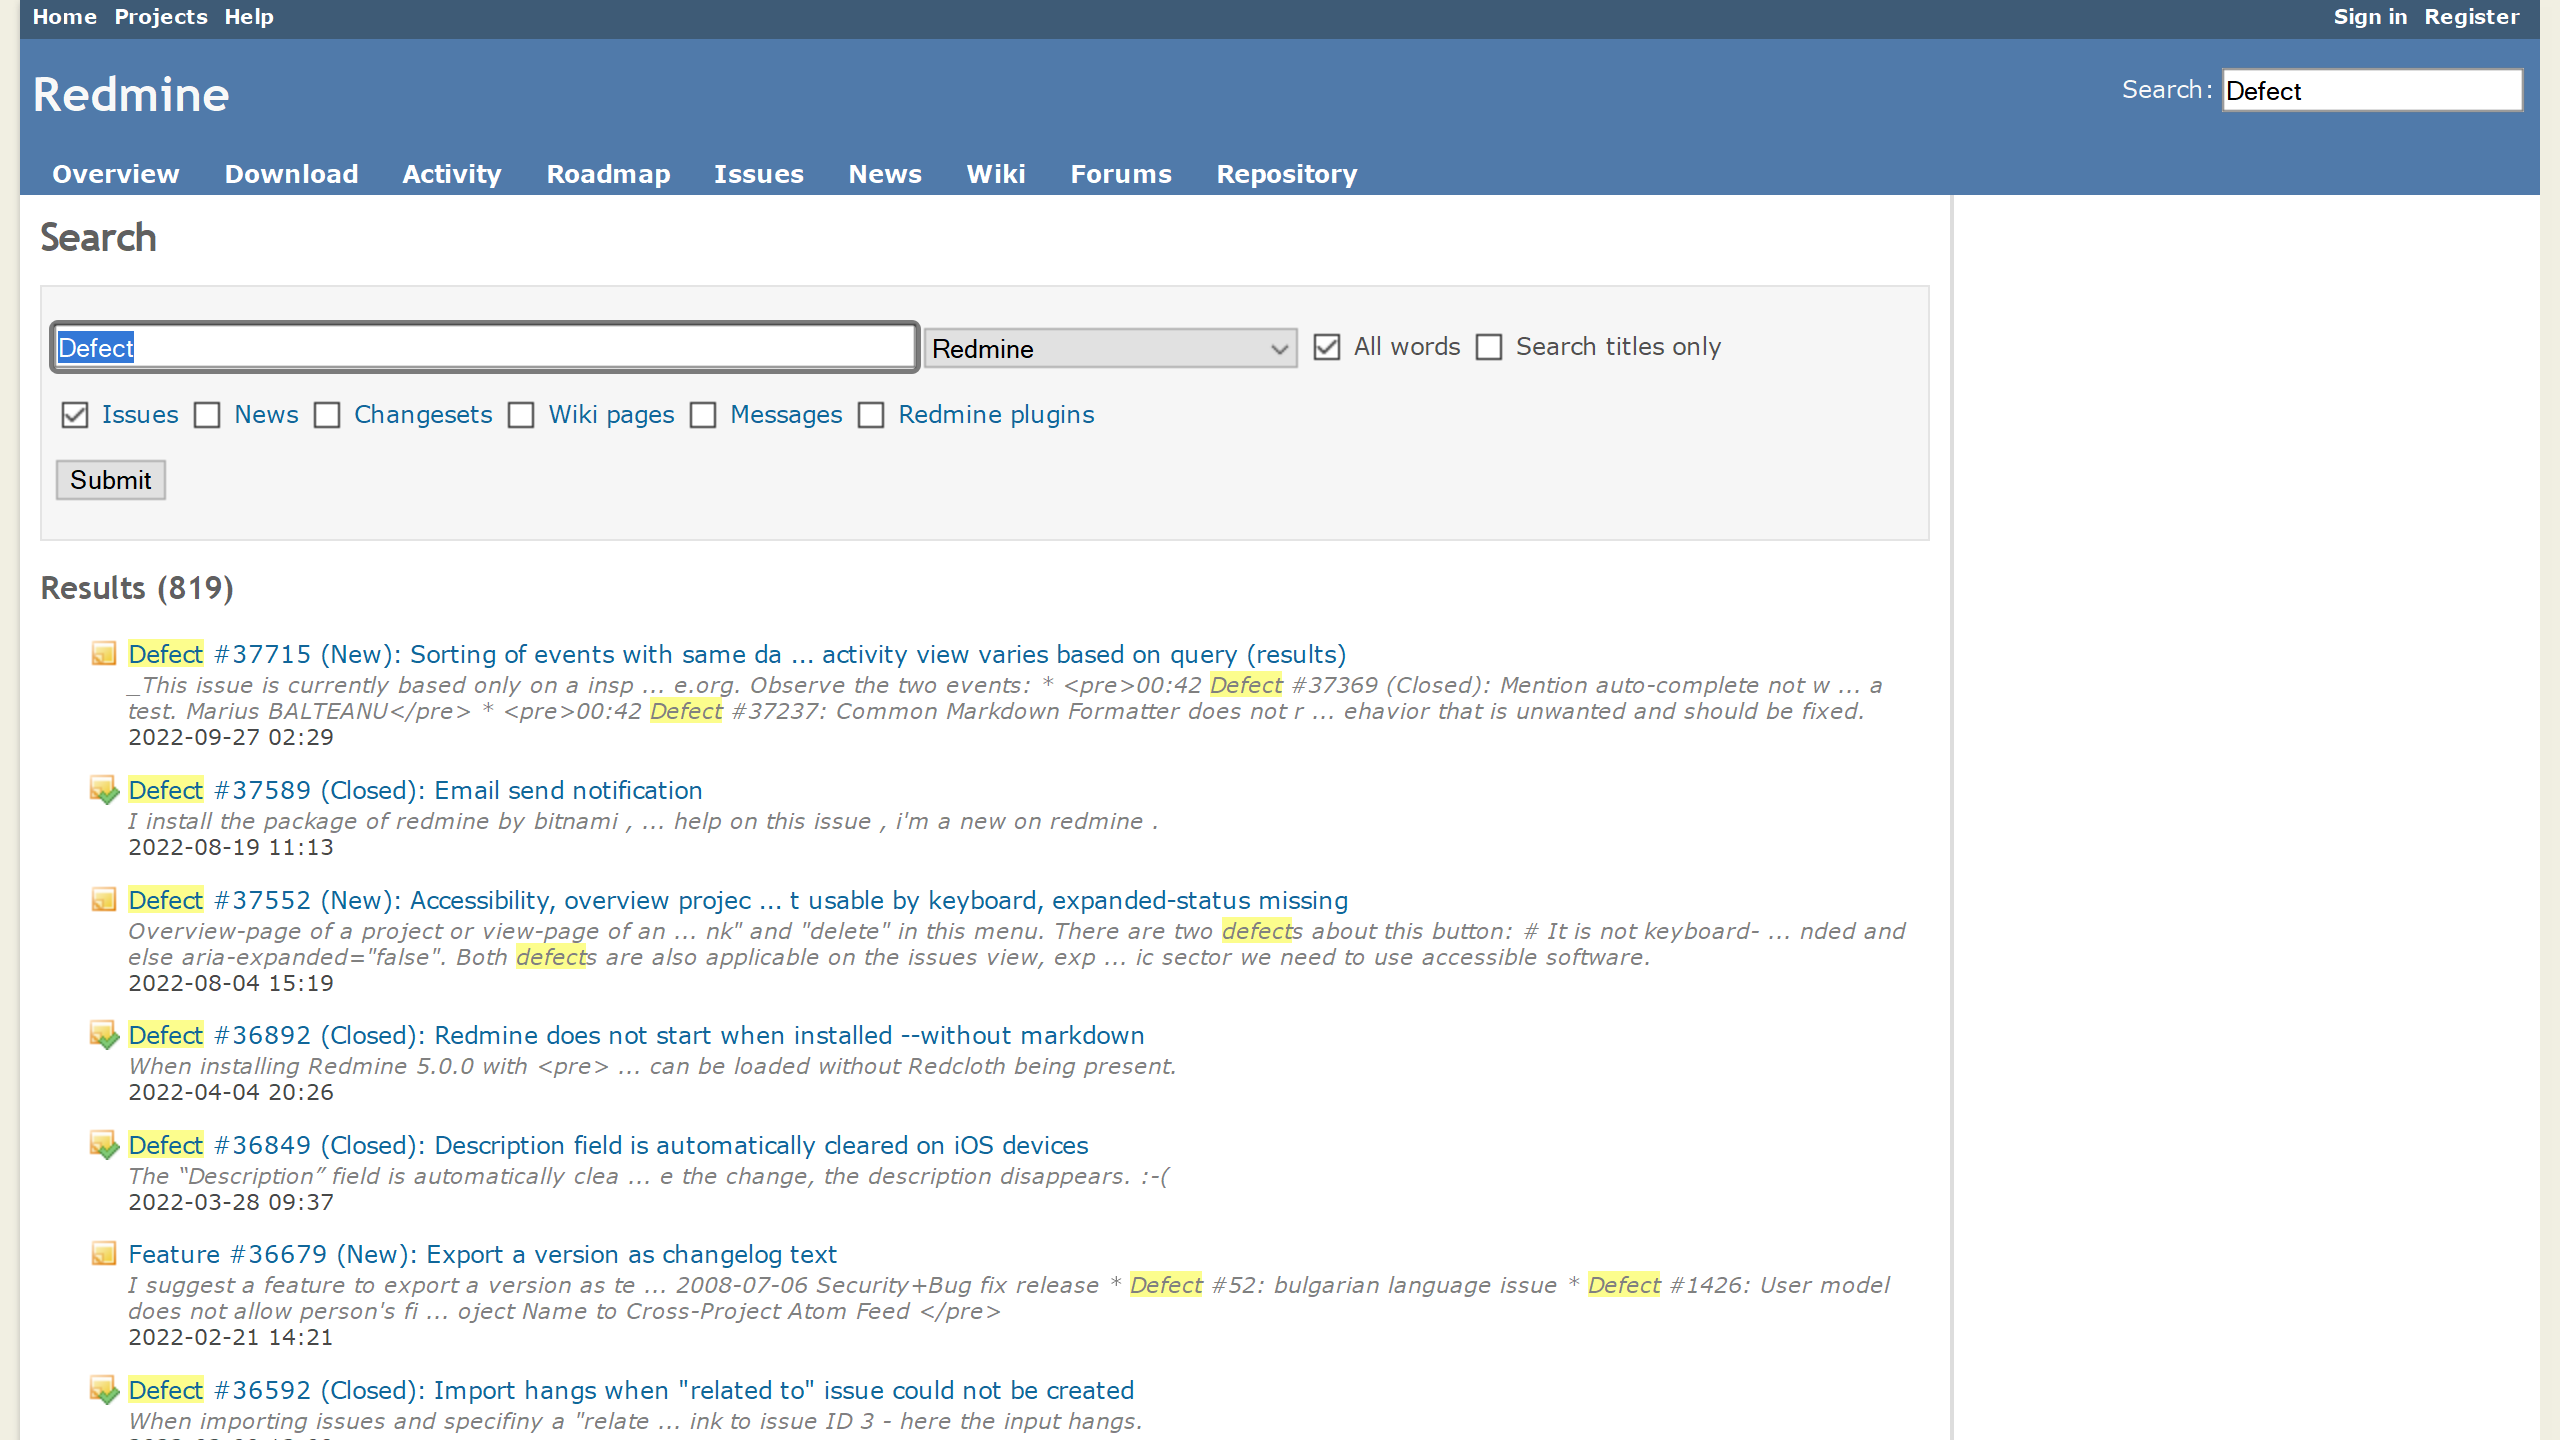 Home Projects Help Sign in Register
Redmine Search: Defect
Overview Download Activity Roadmap Issues News Wiki Forums Repository
Search
Defect Redmine All words Search titles only
Issues News Changesets Wiki pages Messages Redmine plugins
Submit
Results (819)
Defect #37715 (New): Sorting of events with same da ... activity view varies based on query (results)
_This issue is currently based only on a insp ... e.org. Observe the two events: * <pre>00:42 Defect #37369 (Closed): Mention auto-complete not w ... a
test. Marius BALTEANU</pre> * <pre>00:42 Defect #37237: Common Markdown Formatter does not r ... ehavior that is unwanted and should be fixed.
2022-09-27 02:29
Defect #37589 (Closed): Email send notification
I install the package of redmine by bitnami , ... help on this issue , i'm a new on redmine .
2022-08-19 11:13
Defect #37552 (New): Accessibility, overview projec ... t usable by keyboard, expanded-status missing
Overview-page of a project or view-page of an ... nk" and "delete" in this menu. There are two defects about this button: # It is not keyboard- ... nded and
else aria-expanded="false". Both defects are also applicable on the issues view, exp ... ic sector we need to use accessible software.
2022-08-04 15:19
Defect #36892 (Closed): Redmine does not start when installed --without markdown
When installing Redmine 5.0.0 with <pre> ... can be loaded without Redcloth being present.
2022-04-04 20:26
Defect #36849 (Closed): Description field is automatically cleared on iOS devices
The “Description” field is automatically clea ... e the change, the description disappears. :-(
2022-03-28 09:37
Feature #36679 (New): Export a version as changelog text
I suggest a feature to export a version as te ... 2008-07-06 Security+Bug fix release * Defect #52: bulgarian language issue * Defect #1426: User model
does not allow person's fi ... oject Name to Cross-Project Atom Feed </pre>
2022-02-21 14:21
Defect #36592 (Closed): Import hangs when "related to" issue could not be created
When importing issues and specifiny a "relate ... ink to issue ID 3 - here the input hangs.